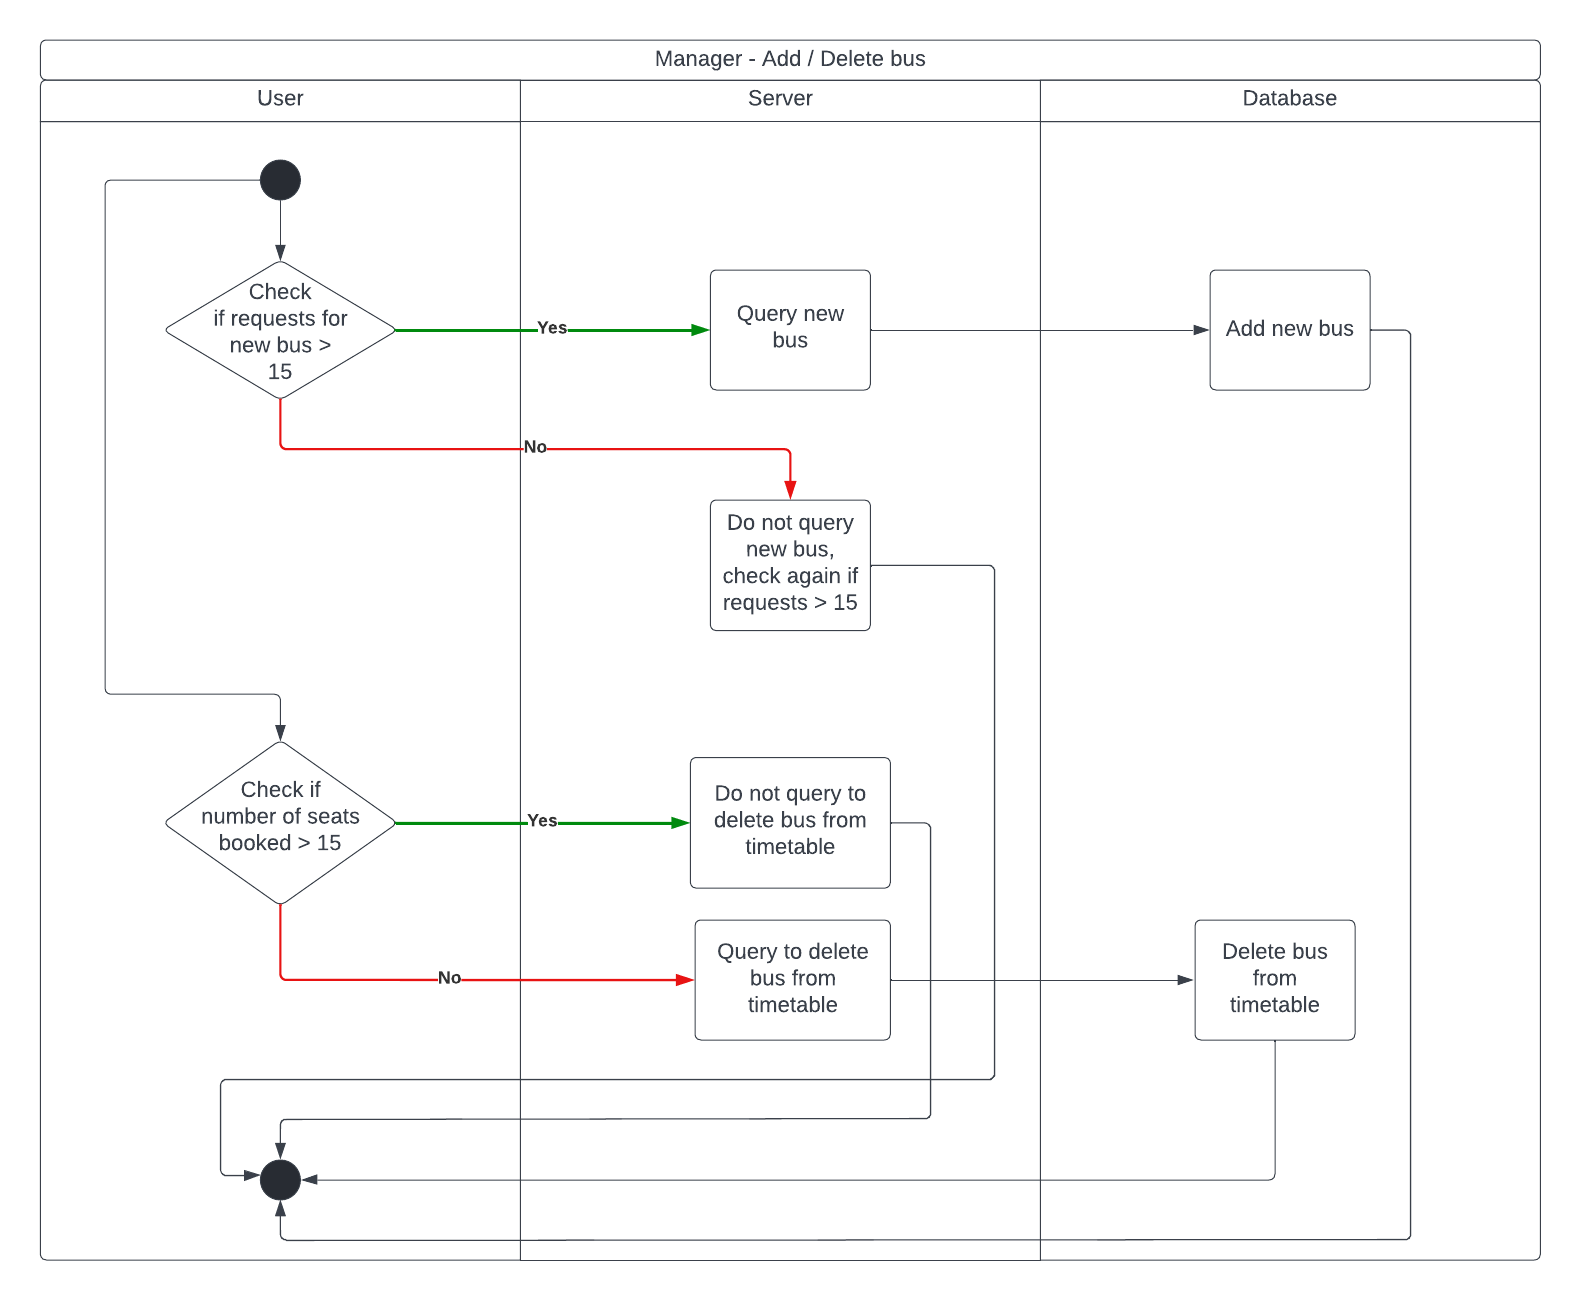 Manager - Add / Delete bus
User
Server
Database
Check
if requests for
new bus >
15
Yes
Query new
bus
Add new bus
No
Do not query
new bus,
check again if
requests > 15
Check if
number of seats
booked > 15
Yes
Do not query to
delete bus from
timetable
No
Query to delete
bus from
timetable
Delete bus
from
timetable